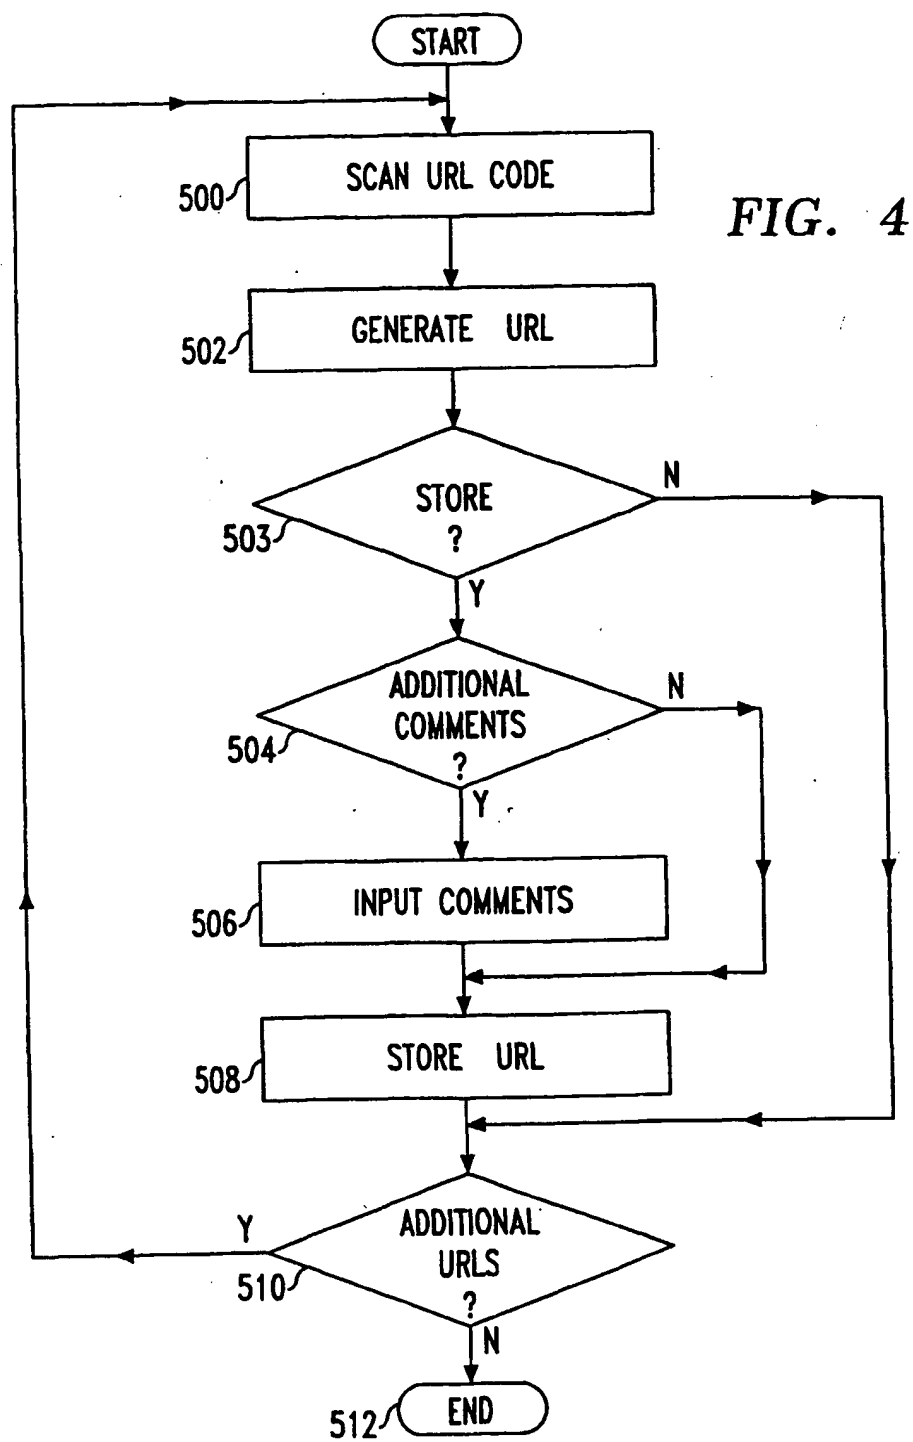 START
SCAN URL CODE
500
FIG. 4
GENERATE URL
502
N
STORE
?
503
Y
ADDITIONAL
COMMENTS
?
N
504
Y
INPUT COMMENTS
506
STORE URL
508
Y
ADDITIONAL
URLS
?
510
N
END
512